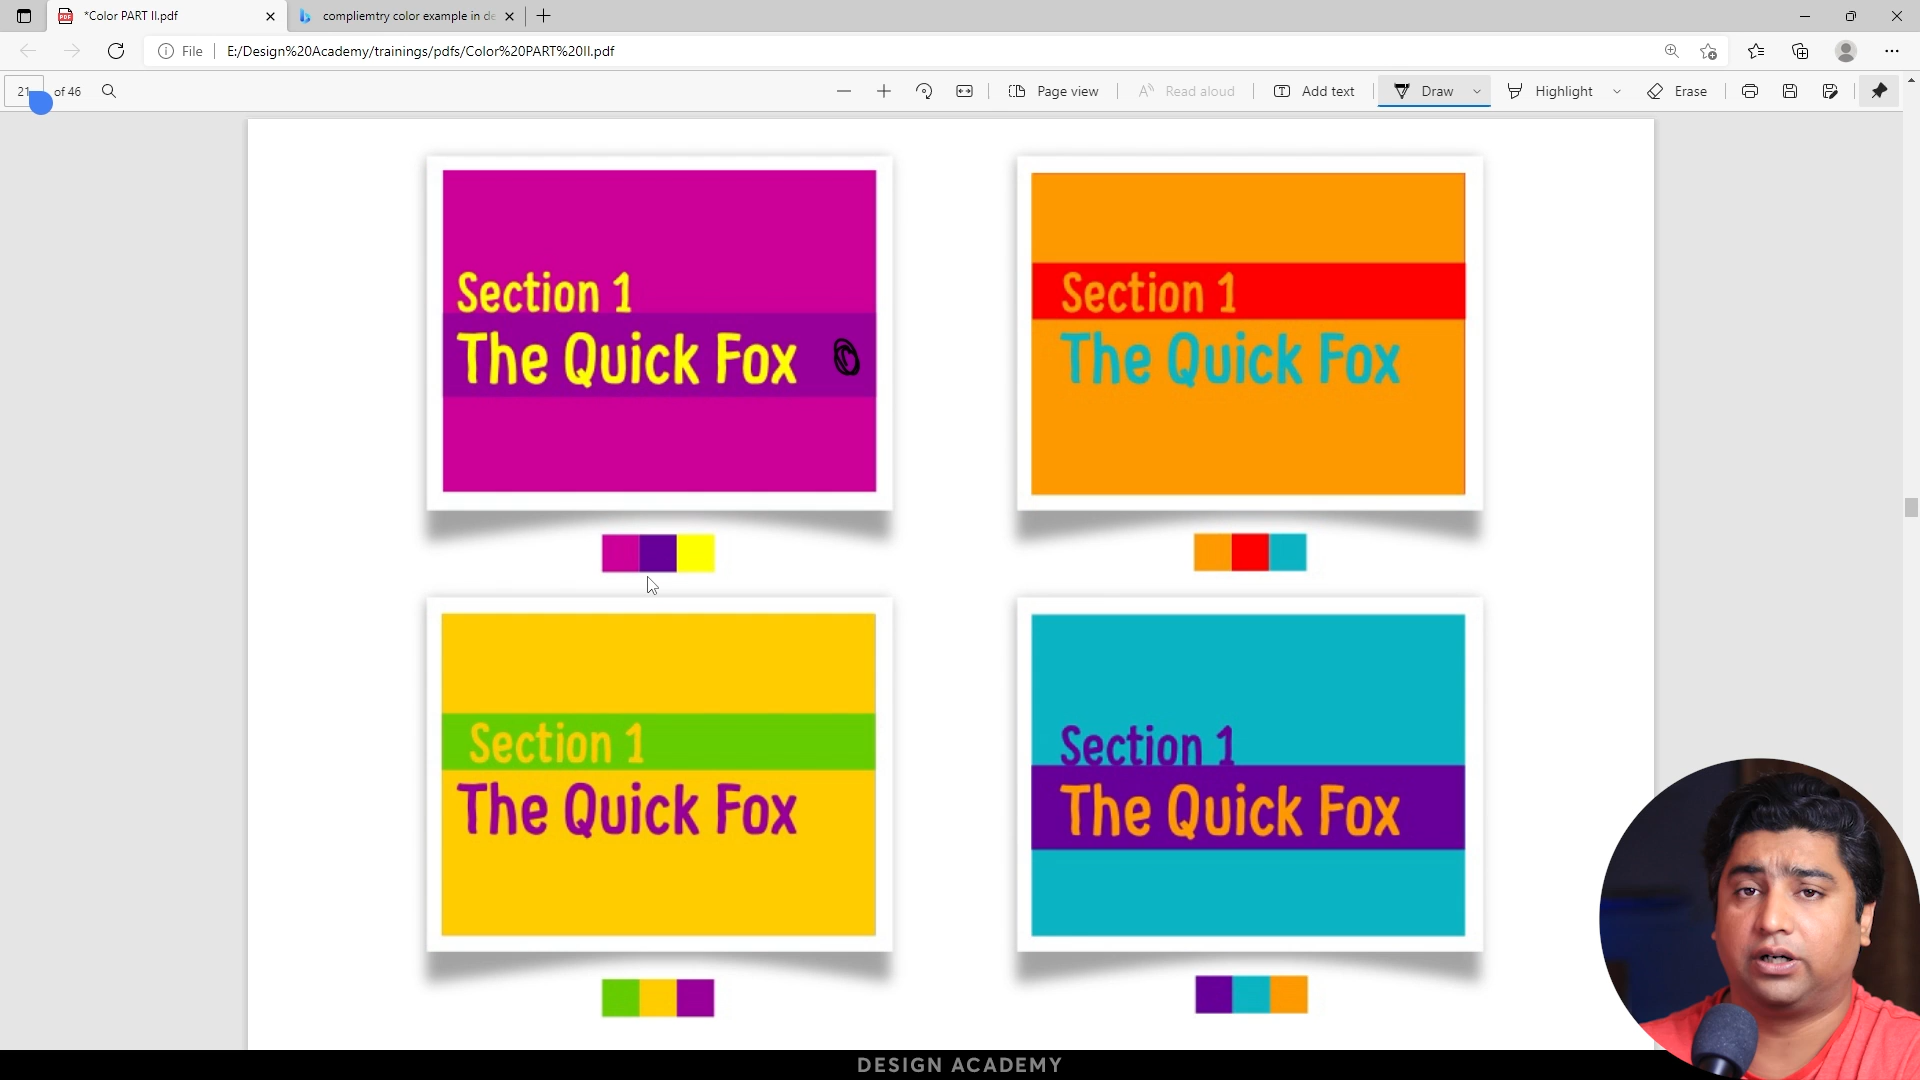 *Color PART II.pdf
compliemtry color example in de
File
E:/Design%20Academy/trainings/pdfs/Color%20PART%20II.pdf
21 of 46
Page view
Read aloud
Add text
Draw
Highlight
Erase
Section 1
The Quick Fox
Section 1
The Quick Fox
Section 1
The Quick Fox
Section 1
The Quick Fox
DESIGN ACADEMY